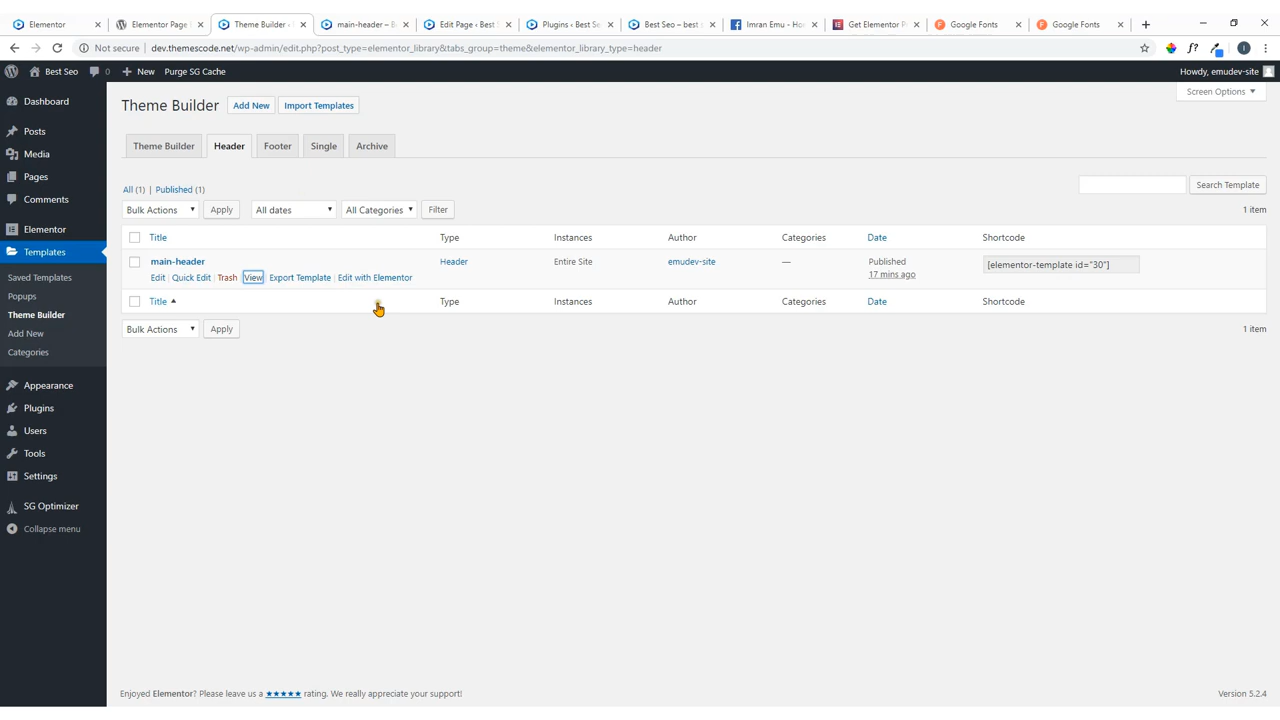 Elementor
Elementor Page E
Theme Builder ‹
main-header – B
Edit Page ‹ Best S
Plugins ‹ Best Se
Best Seo – best s
Imran Emu - Ho
Get Elementor P
Google Fonts
Google Fonts
Not secure | dev.themescode.net/wp-admin/edit.php?post_type=elementor_library&tabs_group=theme&elementor_library_type=header
f?
I
Best Seo
0
New
Purge SG Cache
Howdy, emudev-site
Dashboard
Posts
Media
Pages
Comments
Elementor
Templates
Saved Templates
Popups
Theme Builder
Add New
Categories
Appearance
Plugins
Users
Tools
Settings
SG Optimizer
Collapse menu
Screen Options
Theme Builder
Add New
Import Templates
Theme Builder
Header
Footer
Single
Archive
All (1) | Published (1)
Search Template
Bulk Actions
Apply
All dates
All Categories
Filter
1 item
Title Type Instances Author Categories Date Shortcode
main-header Header Entire Site emudev-site — Published [elementor-template id="30"]
Edit | Quick Edit | Trash | View | Export Template | Edit with Elementor 17 mins ago
Title Type Instances Author Categories Date Shortcode
Bulk Actions
Apply
1 item
Enjoyed Elementor? Please leave us a ★★★★★ rating. We really appreciate your support!
Version 5.2.4